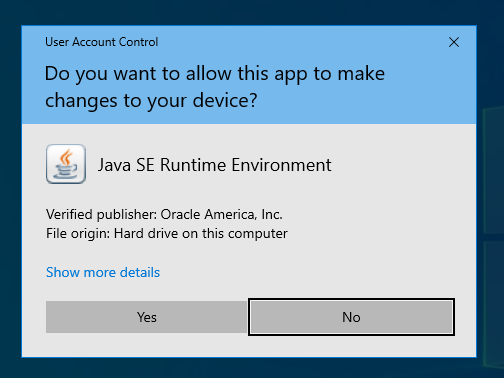 User Account Control
Do you want to allow this app to make
changes to your device?
Java SE Runtime Environment
Verified publisher: Oracle America, Inc.
File origin: Hard drive on this computer
Show more details
Yes
No